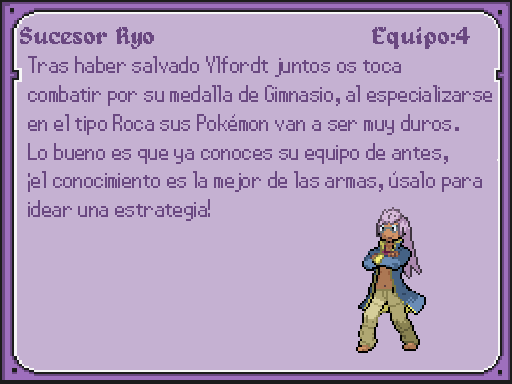 Sucesor Ryo Equipo:4
Tras haber salvado Ylfordt juntos os toca
combatir por su medalla de Gimnasio, al especializarse
en el tipo Roca sus Pokémon van a ser muy duros.
Lo bueno es que ya conoces su equipo de antes,
¡el conocimiento es la mejor de las armas, úsalo para
idear una estrategia!